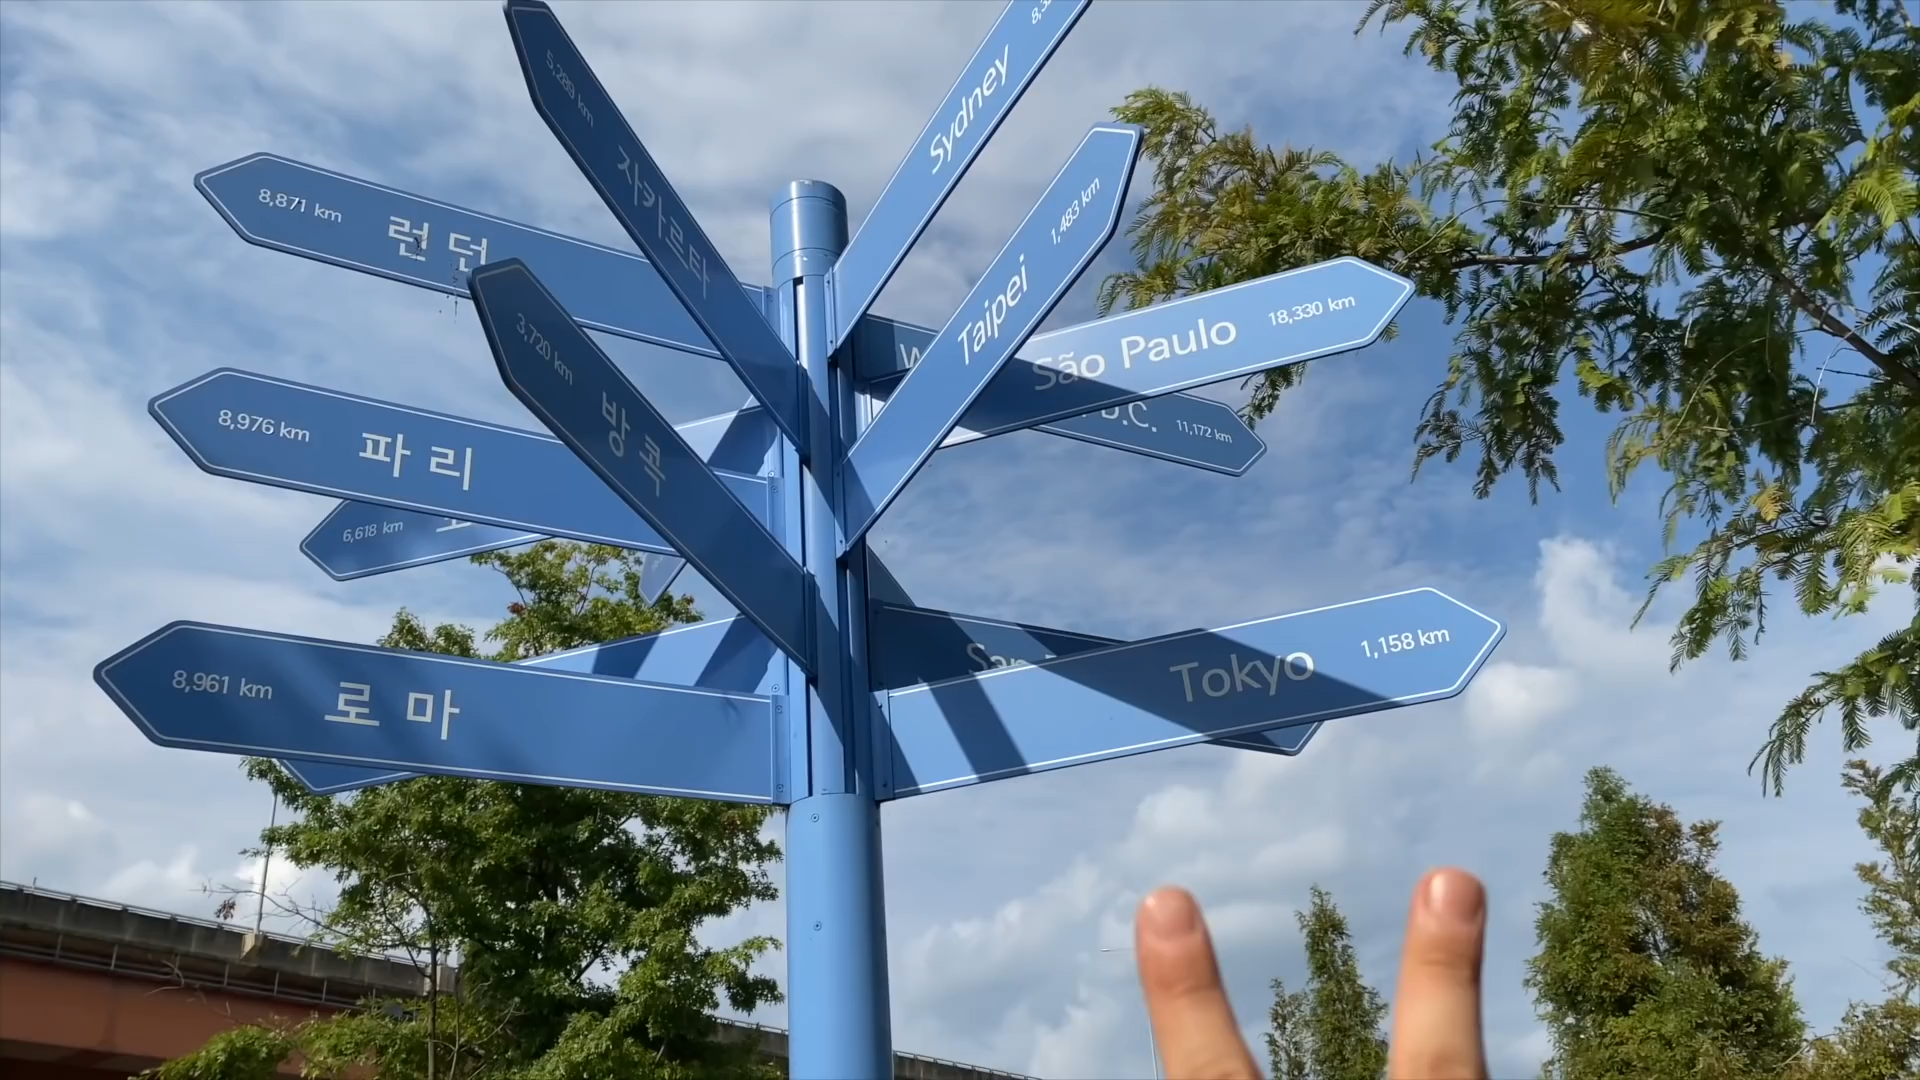 5,289 km 자카르타
Sydney
8,871 km 런던
1,483 km
Taipei
São Paulo 18,330 km
D.C. 11,172 km
3,720 km 방콕
8,976 km 파리
6,618 km
San
Tokyo 1,158 km
8,961 km 로마